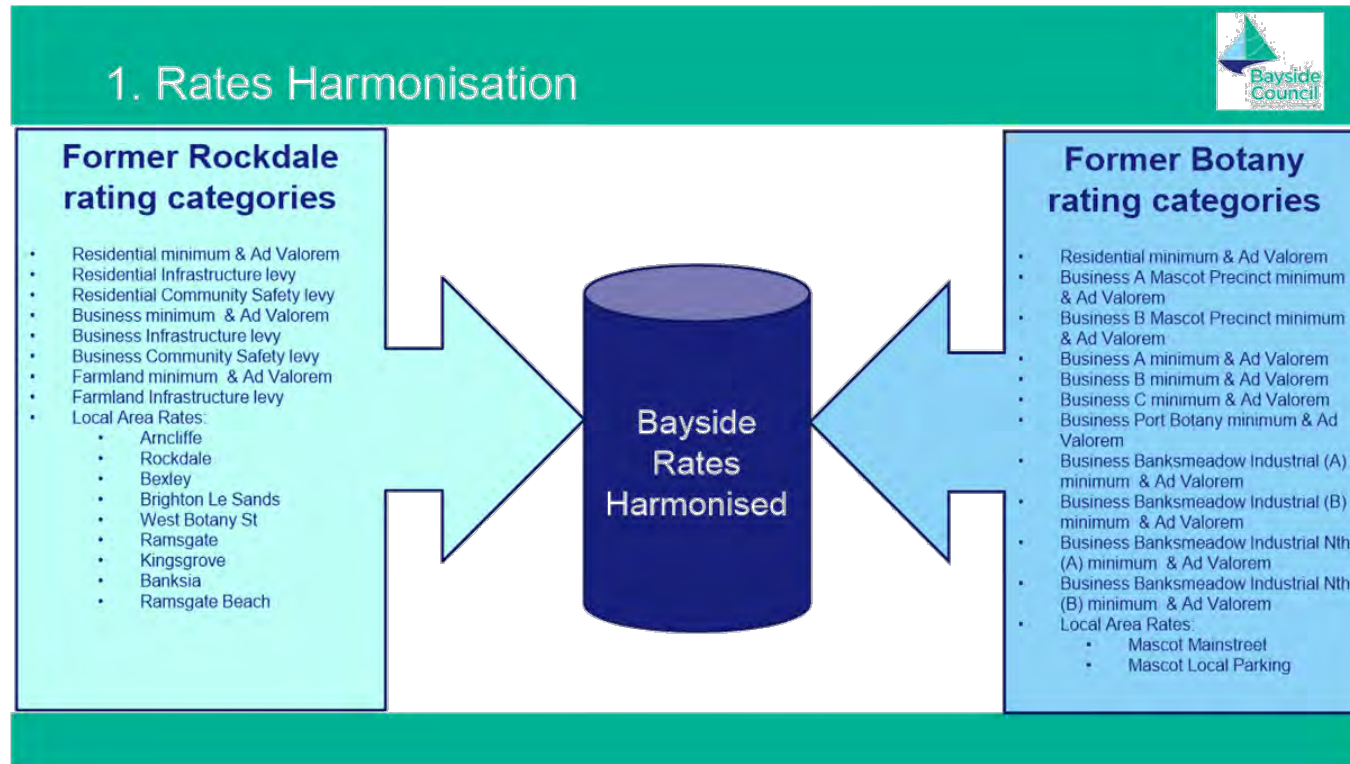 1. Rates Harmonisation
Bayside
Council
Former Rockdale
rating categories
• Residential minimum & Ad Valorem
• Residential Infrastructure levy
• Residential Community Safety levy
• Business minimum & Ad Valorem
• Business Infrastructure levy
• Business Community Safety levy
• Farmland minimum & Ad Valorem
• Farmland Infrastructure levy
• Local Area Rates:
• Arncliffe
• Rockdale
• Bexley
• Brighton Le Sands
• West Botany St
• Ramsgate
• Kingsgrove
• Banksia
• Ramsgate Beach
Bayside
Rates
Harmonised
Former Botany
rating categories
• Residential minimum & Ad Valorem
• Business A Mascot Precinct minimum
& Ad Valorem
• Business B Mascot Precinct minimum
& Ad Valorem
• Business A minimum & Ad Valorem
• Business B minimum & Ad Valorem
• Business C minimum & Ad Valorem
• Business Port Botany minimum & Ad
Valorem
• Business Banksmeadow Industrial (A)
minimum & Ad Valorem
• Business Banksmeadow Industrial (B)
minimum & Ad Valorem
• Business Banksmeadow Industrial Nth
(A) minimum & Ad Valorem
• Business Banksmeadow Industrial Nth
(B) minimum & Ad Valorem
• Local Area Rates:
• Mascot Mainstreet
• Mascot Local Parking